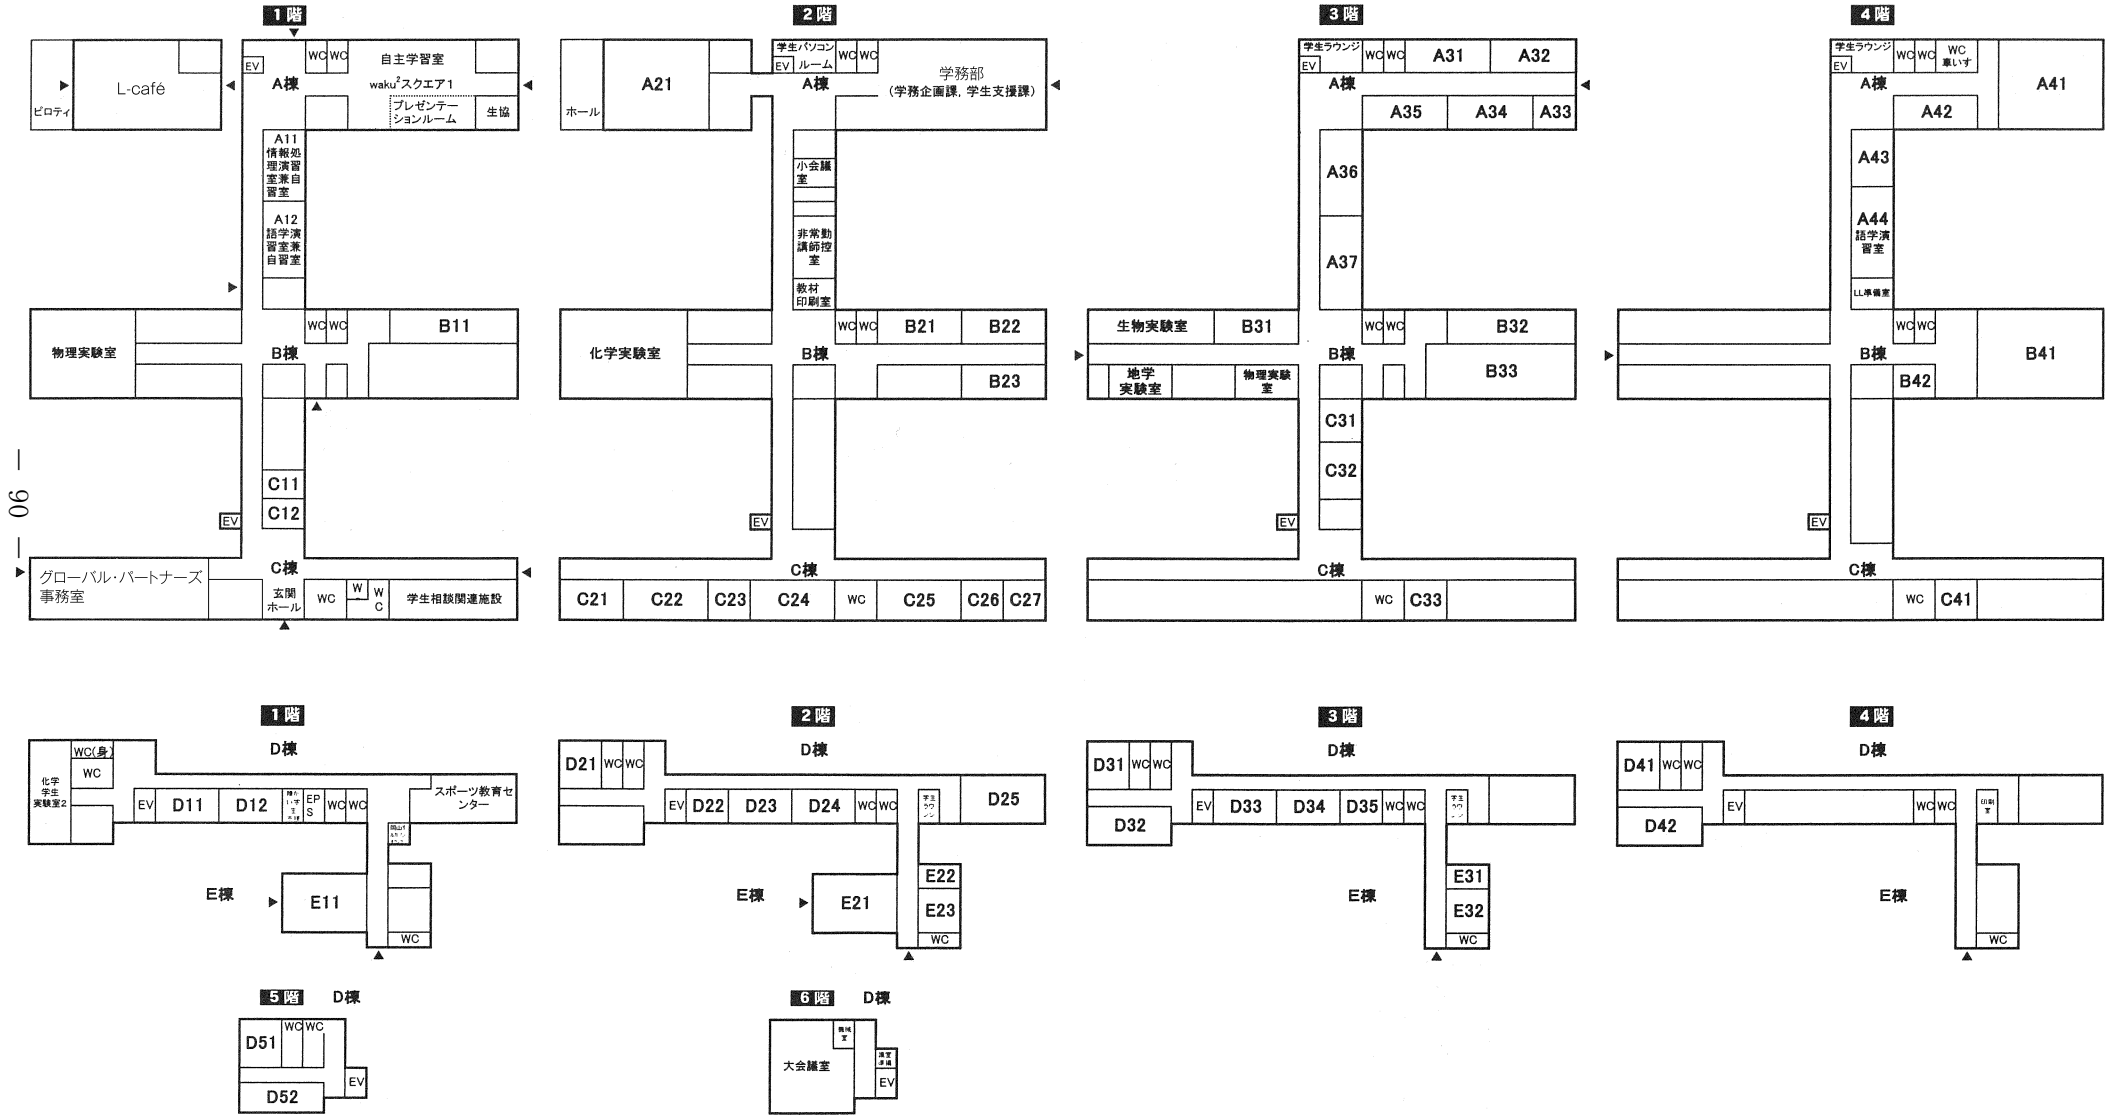 1階
WC WC
自主学習室
EV
L-café
A棟
waku²スクエア1
ピロティ
プレゼンテー
ションルーム
生協
A11
情報処
理演習
室兼自
習室
A12
語学演
習室兼
自習室
WC WC
B11
物理実験室
B棟
C11
C12
EV
C棟
グローバル・パートナーズ
事務室
玄関
ホール
WC
W
W
C
学生相談関連施設
2階
学生パソコン
ルーム
WC WC
EV
A21
A棟
学務部
(学務企画課, 学生支援課)
ホール
小会議
室
非常勤
講師控
室
教材
印刷室
WC WC
B21
B22
化学実験室
B棟
B23
EV
C棟
C21
C22
C23
C24
WC
C25
C26
C27
3階
学生ラウンジ
WC WC
A31
A32
EV
A棟
A35
A34
A33
A36
A37
生物実験室
B31
WC WC
B32
B棟
B33
地学
実験室
物理実験
室
C31
C32
EV
C棟
WC
C33
4階
学生ラウンジ
WC WC
WC
車いす
EV
A棟
A41
A42
A43
A44
語学演
習室
LL準備室
WC WC
B棟
B41
B42
EV
C棟
WC
C41
— 90 —
1階
D棟
WC(身)
WC
化学
学生
実験室2
EV
D11
D12
EP
S
WC WC
スポーツ教育セ
ンター
E棟
E11
WC
2階
D棟
D21
WC WC
EV
D22
D23
D24
WC WC
学生
ラウ
ンジ
D25
E棟
E21
E22
E23
WC
3階
D棟
D31
WC WC
D32
EV
D33
D34
D35
WC WC
学生
ラウ
ンジ
E棟
E31
E32
WC
4階
D棟
D41
WC WC
D42
EV
WC WC
印刷
室
E棟
WC
5階 D棟
D51
WC WC
EV
D52
6階 D棟
機械
室
大会議室
EV